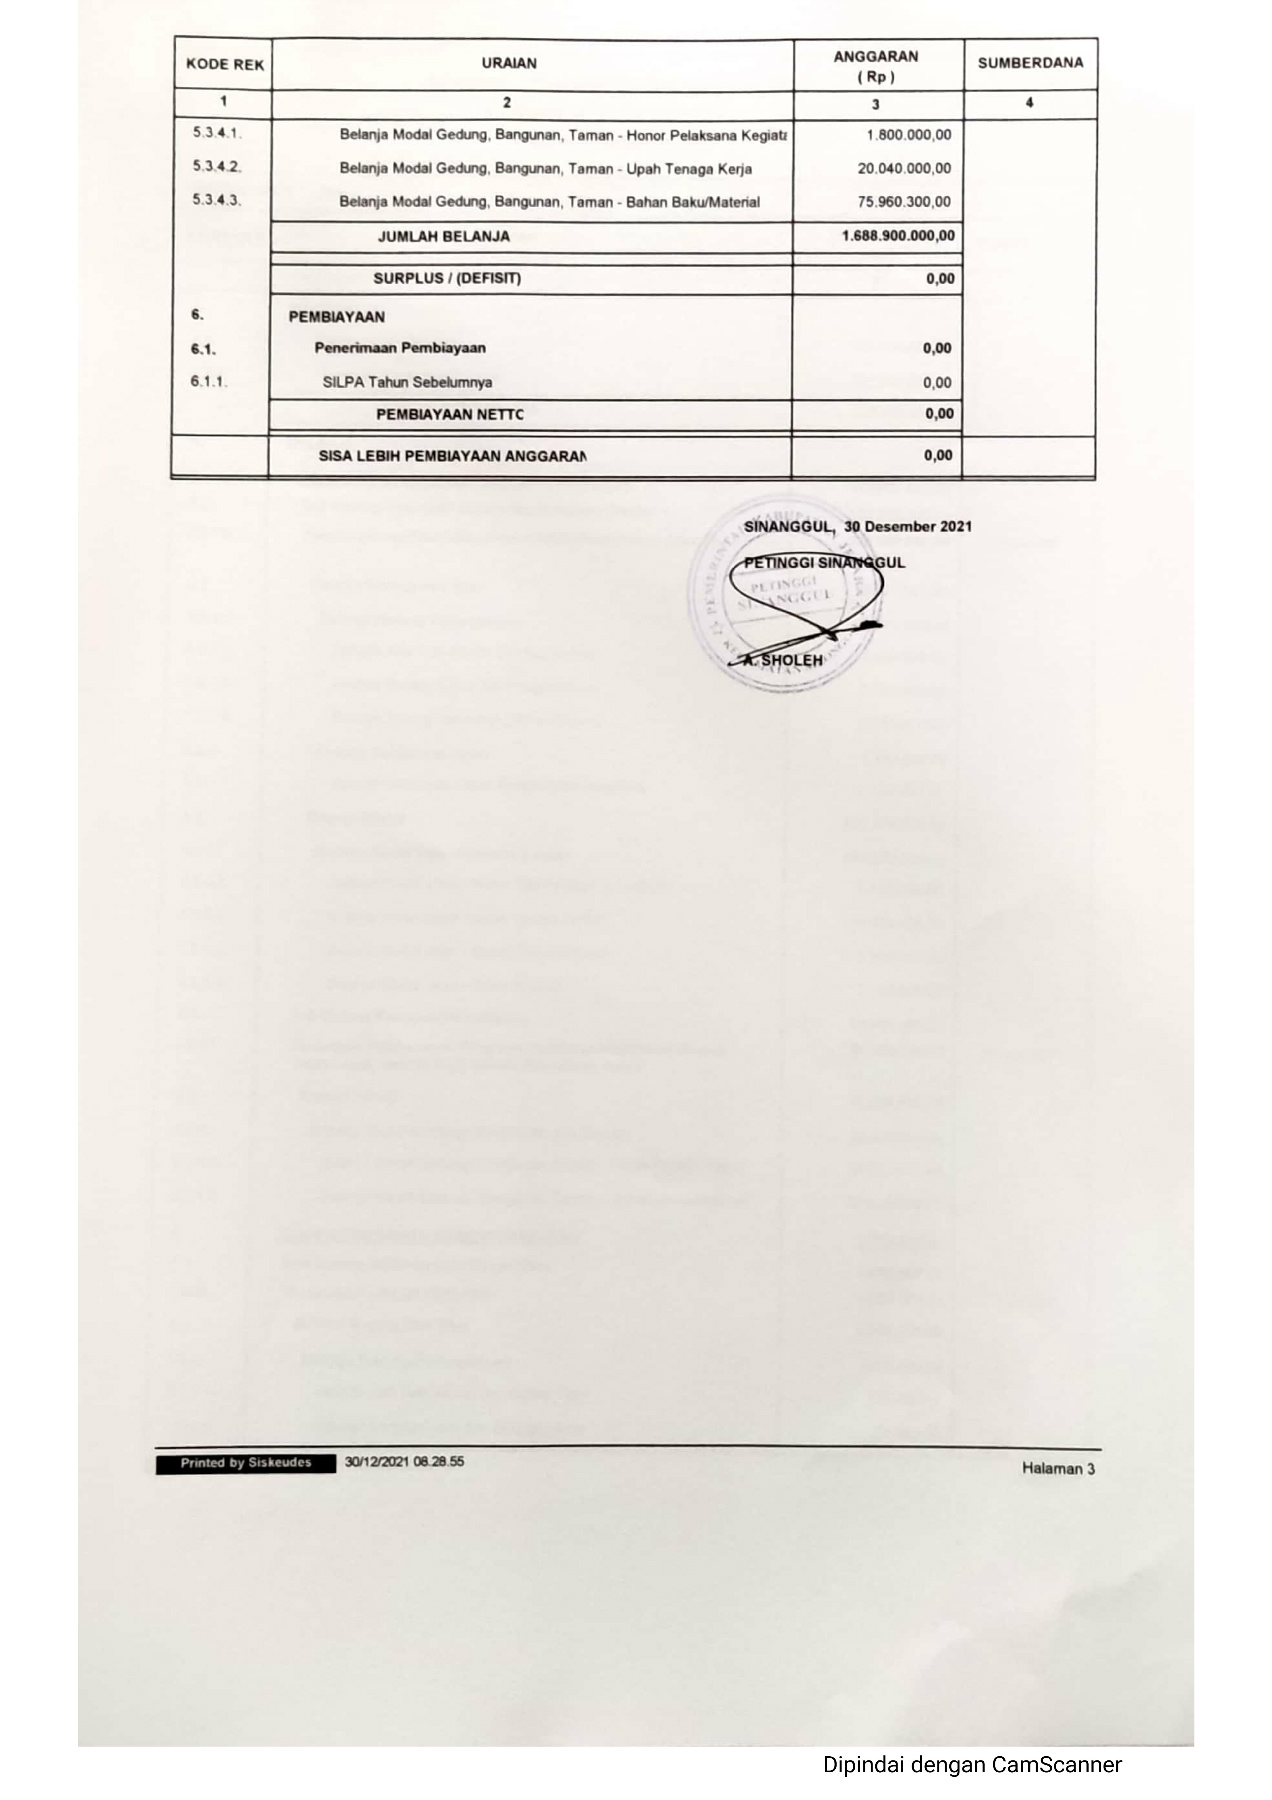 KODE REK URAIAN ANGGARAN ( Rp ) SUMBERDANA
1 2 3 4
5.3.4.1. Belanja Modal Gedung, Bangunan, Taman - Honor Pelaksana Kegiata 1.800.000,00
5.3.4.2. Belanja Modal Gedung, Bangunan, Taman - Upah Tenaga Kerja 20.040.000,00
5.3.4.3. Belanja Modal Gedung, Bangunan, Taman - Bahan Baku/Material 75.960.300,00
JUMLAH BELANJA 1.688.900.000,00
SURPLUS / (DEFISIT) 0,00
6. PEMBIAYAAN
6.1. Penerimaan Pembiayaan 0,00
6.1.1. SILPA Tahun Sebelumnya 0,00
PEMBIAYAAN NETTC 0,00
SISA LEBIH PEMBIAYAAN ANGGARAN 0,00
SINANGGUL, 30 Desember 2021
PETINGGI SINANGGUL
PETINGGI
SINANGGUL
A. SHOLEH
Printed by Siskeudes 30/12/2021 08.28.55 Halaman 3
Dipindai dengan CamScanner